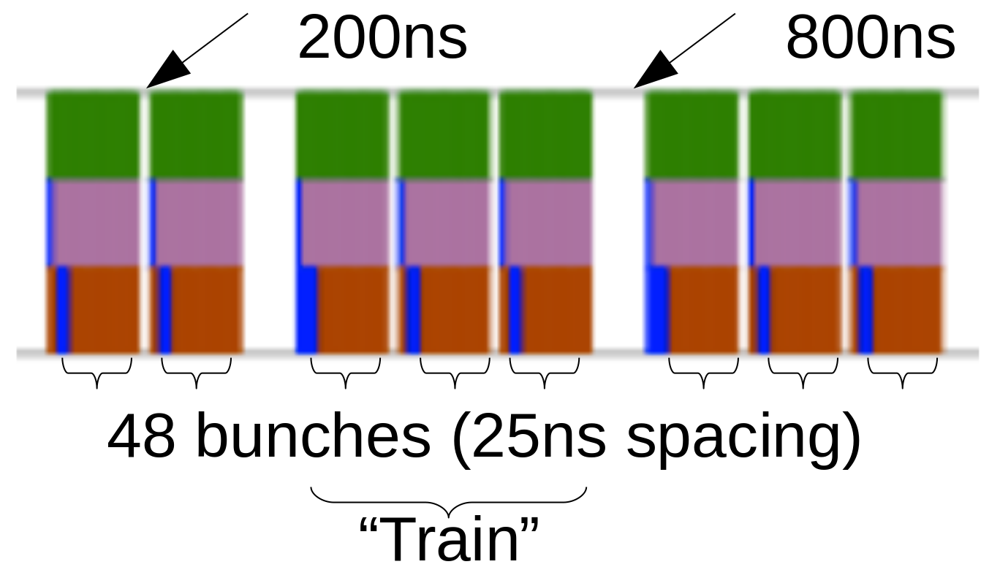 200ns 800ns
48 bunches (25ns spacing)
“Train”